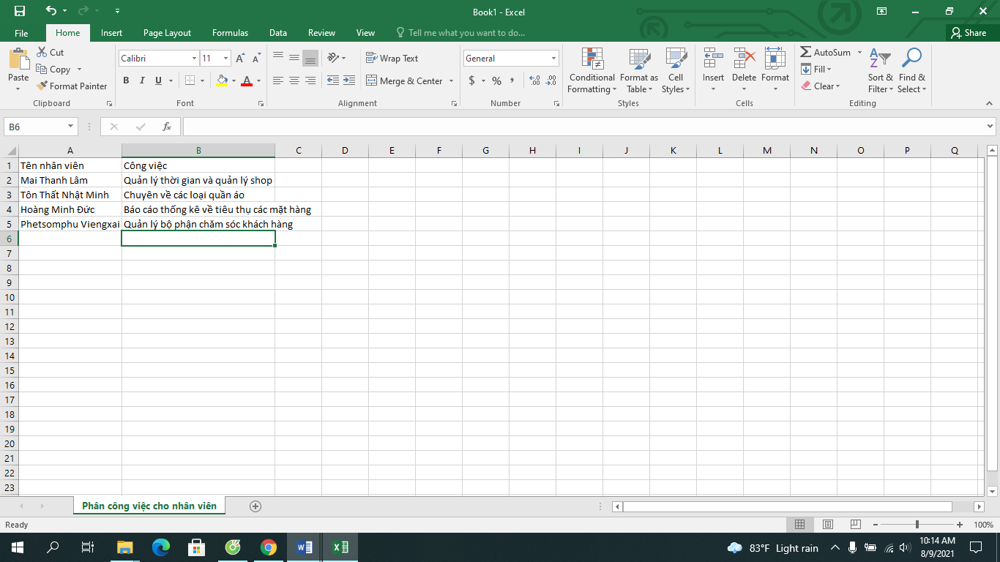 Book1 - Excel
File Home Insert Page Layout Formulas Data Review View Tell me what you want to do... Share
Paste Cut Copy Format Painter Clipboard
Calibri 11 B I U A Font
Wrap Text Merge & Center Alignment
General $ % , Number
Conditional Formatting Format as Table Cell Styles Styles
Insert Delete Format Cells
AutoSum Fill Clear Sort & Filter Find & Select Editing
B6 fx
A B C D E F G H I J K L M N O P Q
1 Tên nhân viên Công việc
2 Mai Thanh Lâm Quản lý thời gian và quản lý shop
3 Tôn Thất Nhật Minh Chuyên về các loại quần áo
4 Hoàng Minh Đức Báo cáo thống kê về tiêu thụ các mặt hàng
5 Phetsomphu Viengxai Quản lý bộ phận chăm sóc khách hàng
6
7
8
9
10
11
12
13
14
15
16
17
18
19
20
21
22
23
Phân công việc cho nhân viên
Ready 100%
83°F Light rain 10:14 AM
8/9/2021